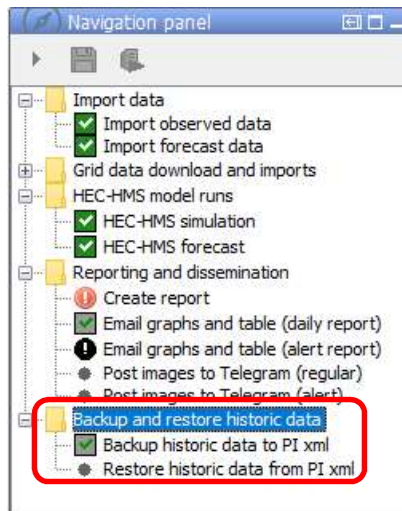 Navigation panel
Import data
Import observed data
Import forecast data
Grid data download and imports
HEC-HMS model runs
HEC-HMS simulation
HEC-HMS forecast
Reporting and dissemination
Create report
Email graphs and table (daily report)
Email graphs and table (alert report)
Post images to Telegram (regular)
Post images to Telegram (alert)
Backup and restore historic data
Backup historic data to PI xml
Restore historic data from PI xml